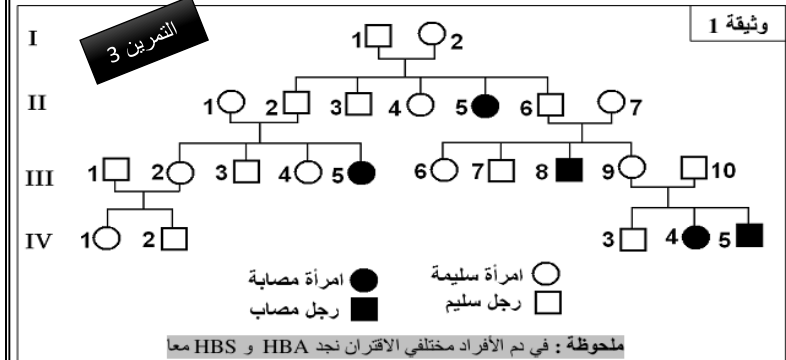 وثيقة 1
التمرين 3
I
1 2
II
1 2 3 4 5 6 7
III
1 2 3 4 5 6 7 8 9 10
IV
1 2 3 4 5
امرأة سليمة امرأة مصابة
رجل سليم رجل مصاب
ملحوظة : في دم الأفراد مختلفي الاقتران نجد HBA و HBS معا